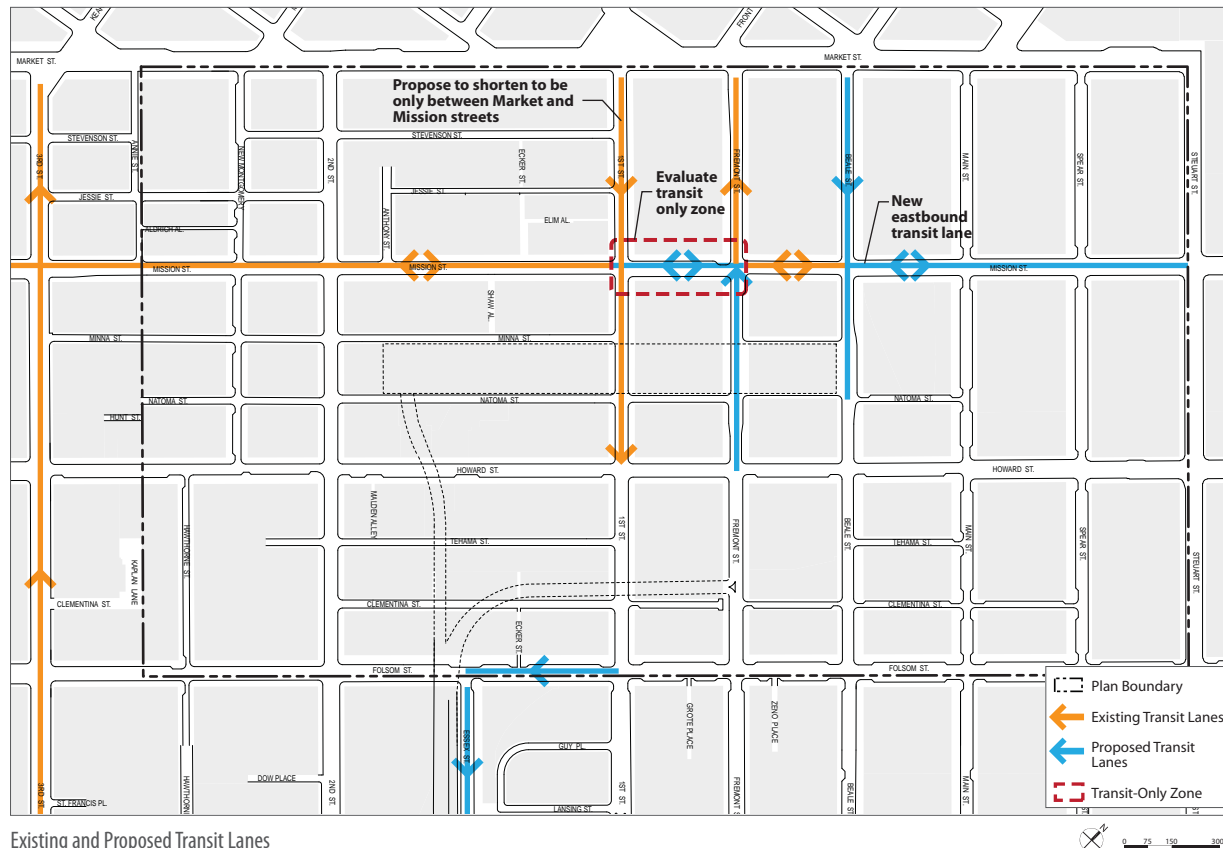 KEA
FRONT
MARKET ST.
MARKET ST.
Propose to shorten to be
only between Market and
Mission streets
STEVENSON ST.
STEVENSON ST.
ANNIE ST.
NEW MONTGOMERY
3RD ST.
2ND ST.
ECKER ST.
1ST ST.
FREMONT ST.
BEALE ST.
MAIN ST.
SPEAR ST.
STEUART ST.
JESSIE ST.
JESSIE ST.
Evaluate
transit
only zone
New
eastbound
transit lane
ALDRICH AL.
ANTHONY ST.
ELIM AL.
MISSION ST.
MISSION ST.
MISSION ST.
SHAW AL.
MINNA ST.
MINNA ST.
NATOMA ST.
NATOMA ST.
NATOMA ST.
HUNT ST.
HOWARD ST.
HOWARD ST.
MALDEN ALLEY
HAWTHORNE ST.
1ST ST.
FREMONT ST.
BEALE ST.
MAIN ST.
SPEAR ST.
STEUART ST.
TEHAMA ST.
TEHAMA ST.
KAPLAN LANE
CLEMENTINA ST.
CLEMENTINA ST.
CLEMENTINA ST.
ECKER ST.
FOLSOM ST.
FOLSOM ST.
Plan Boundary
Existing Transit Lanes
Proposed Transit
Lanes
Transit-Only Zone
GROTE PLACE
ZENO PLACE
ESSEX ST.
GUY PL.
DOW PLACE
3RD ST.
ST. FRANCIS PL.
HAWTHORN
2ND ST.
LANSING ST.
1ST ST.
FREMONT S
BEALE S
MAIN ST.
Existing and Proposed Transit Lanes
N
0 75 150 300